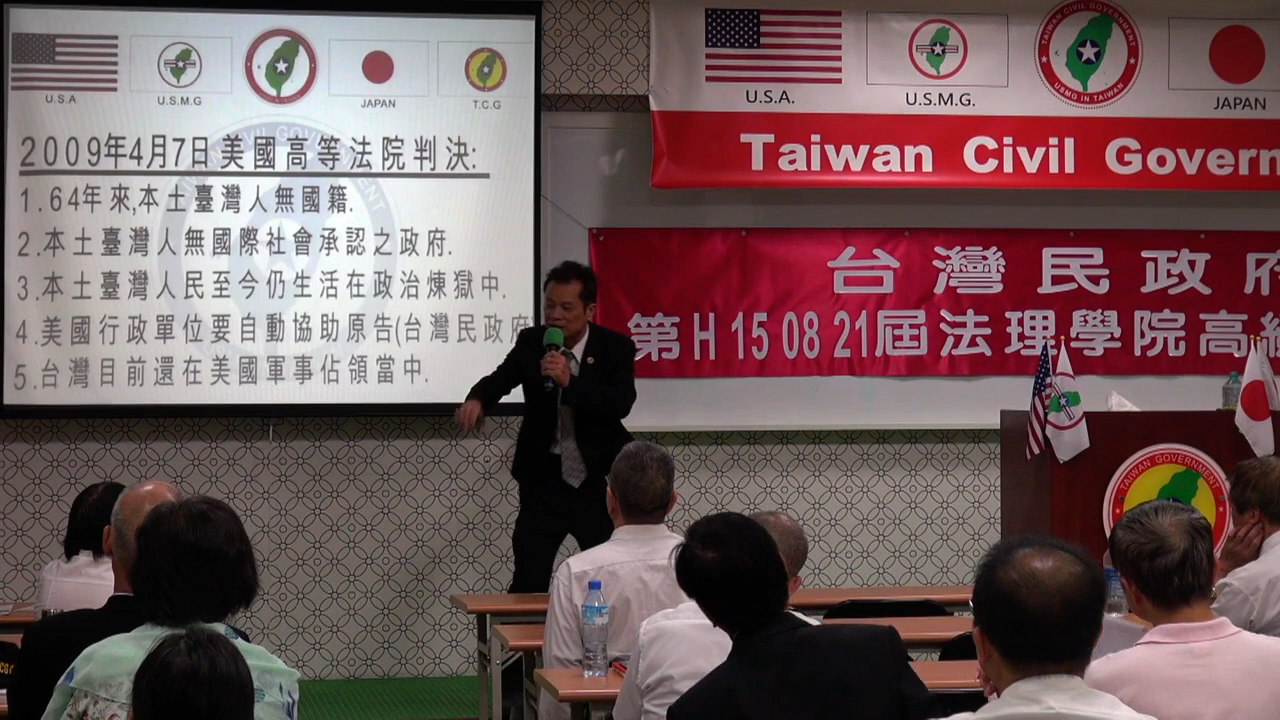 U.S.A
U.S.M.G
JAPAN
T.C.G
2009年4月7日美國高等法院判決:
1.64年來,本土臺灣人無國籍.
2.本土臺灣人無國際社會承認之政府.
3.本土臺灣人民至今仍生活在政治煉獄中.
4.美國行政單位要自動協助原告(台灣民政府
5.台灣目前還在美國軍事佔領當中.
U.S.A.
U.S.M.G.
TAIWAN CIVIL GOVERNMENT
USMG IN TAIWAN
JAPAN
Taiwan Civil Govern
台灣民政府
第H 15 08 21屆法理學院高
TAIWAN GOVERNMENT